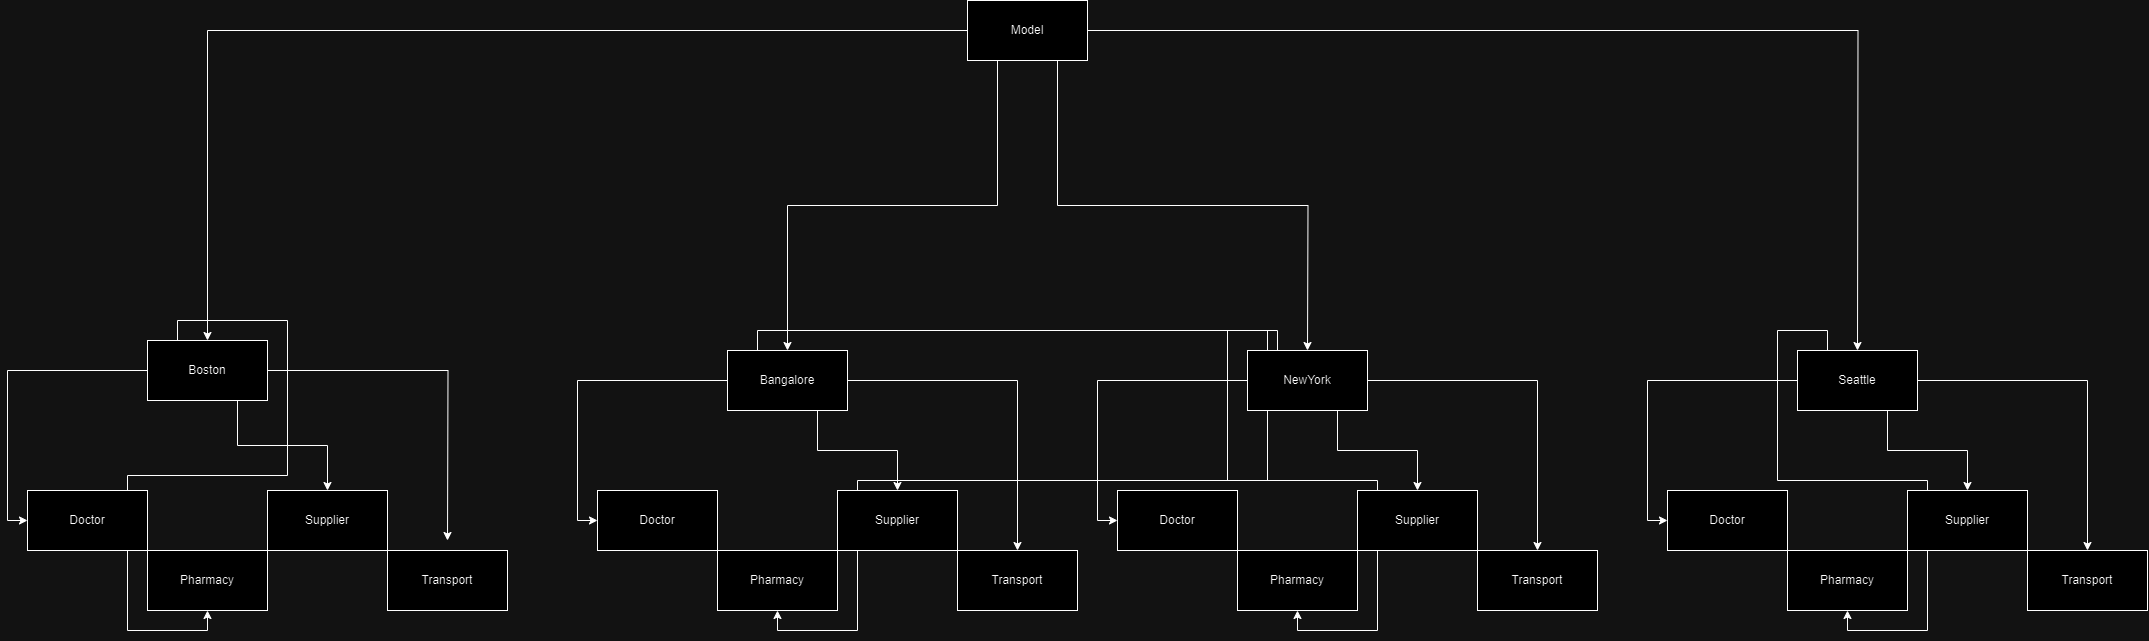 Model
Boston
Bangalore
NewYork
Seattle
Doctor
Supplier
Doctor
Supplier
Doctor
Supplier
Doctor
Supplier
Pharmacy
Transport
Pharmacy
Transport
Pharmacy
Transport
Pharmacy
Transport